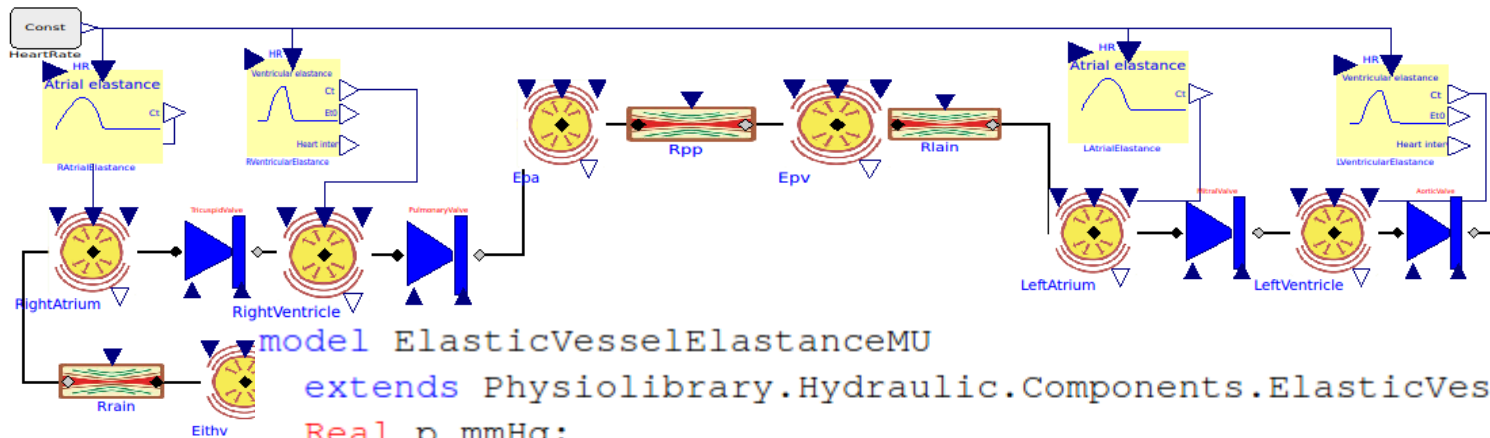 Const
HeartRate
HR
Atrial elastance
Ct
RAtrialElastance
HR
Ventricular elastance
Ct
Et0
Heart inter
RVentricularElastance
Epa
Rpp
Epv
Rlain
HR
Atrial elastance
Ct
LAtrialElastance
HR
Ventricular elastance
Ct
Et0
Heart inter
LVentricularElastance
TricuspidValve
PulmonaryValve
MitralValve
AorticValve
RightAtrium
RightVentricle
LeftAtrium
LeftVentricle
Rrain
Eithv
model ElasticVesselElastanceMU
extends Physiolibrary.Hydraulic.Components.ElasticVes
Real p_mmHg;